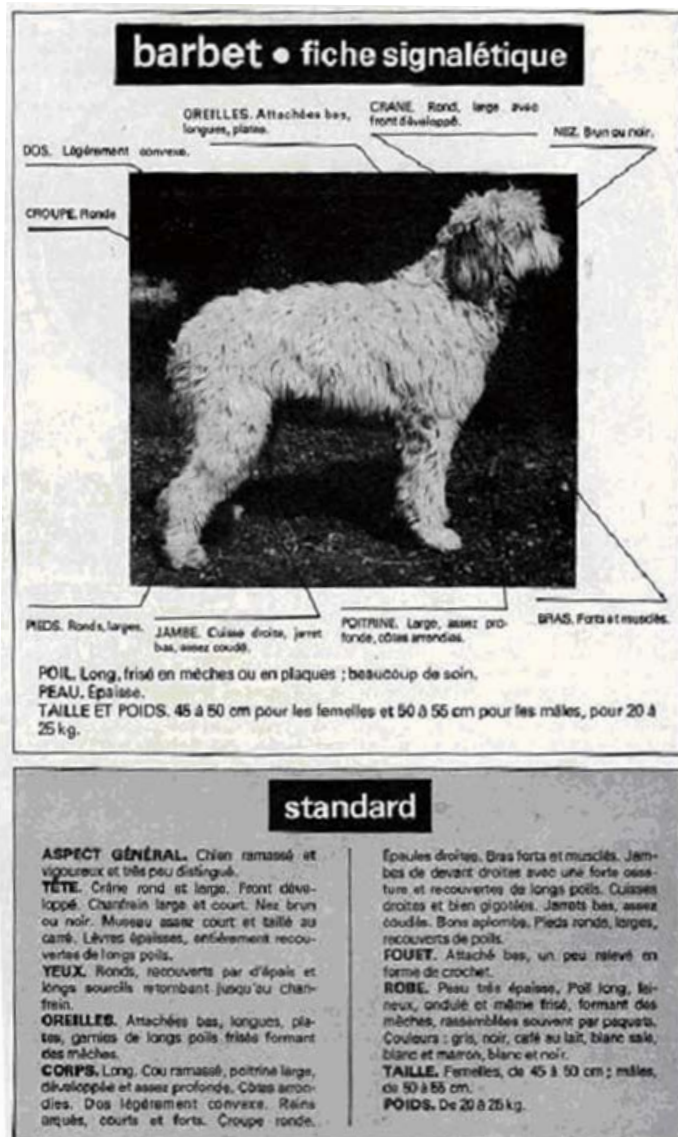 barbet • fiche signalétique
OREILLES. Attachées bas,
longues, plates.
CRANE. Rond, large avec
front développé.
NEZ. Brun ou noir.
DOS. Légèrement convexe.
CROUPE. Ronde
PIEDS. Ronds, larges.
JAMBE. Cuisse droite, jarret
bas, assez coudé.
POITRINE. Large, assez pro-
fonde, côtes arrondies.
BRAS. Forts et musclés.
POIL. Long, frisé en mèches ou en plaques ; beaucoup de soin.
PEAU. Épaisse.
TAILLE ET POIDS. 45 à 50 cm pour les femelles et 50 à 55 cm pour les mâles, pour 20 à
25 kg.
standard
ASPECT GÉNÉRAL. Chien ramassé et
vigoureux et très peu distingué.
TÊTE. Crâne rond et large. Front déve-
loppé. Chanfrein large et court. Nez brun
ou noir. Museau assez court et taillé au
carré. Lèvres épaisses, entièrement recou-
vertes de longs poils.
YEUX. Ronds, recouverts par d'épais et
longs sourcils retombant jusqu'au chan-
frein.
OREILLES. Attachées bas, longues, pla-
tes, garnies de longs poils frisés formant
des mèches.
CORPS. Long. Cou ramassé, poitrine large,
développée et assez profonde. Côtes arron-
dies. Dos légèrement convexe. Reins
arqués, courts et forts. Croupe ronde.
Épaules droites. Bras forts et musclés. Jam-
bes de devant droites avec une forte ossa-
ture et recouvertes de longs poils. Cuisses
droites et bien gigotées. Jarrets bas, assez
coudés. Bons aplombs. Pieds ronds, larges,
recouverts de poils.
FOUET. Attaché bas, un peu relevé en
forme de crochet.
ROBE. Peau très épaisse. Poil long, lai-
neux, ondulé et même frisé, formant des
mèches, rassemblées souvent par paquets.
Couleurs : gris, noir, café au lait, blanc sale,
blanc et marron, blanc et noir.
TAILLE. Femelles, de 45 à 50 cm ; mâles,
de 50 à 55 cm.
POIDS. De 20 à 25 kg.